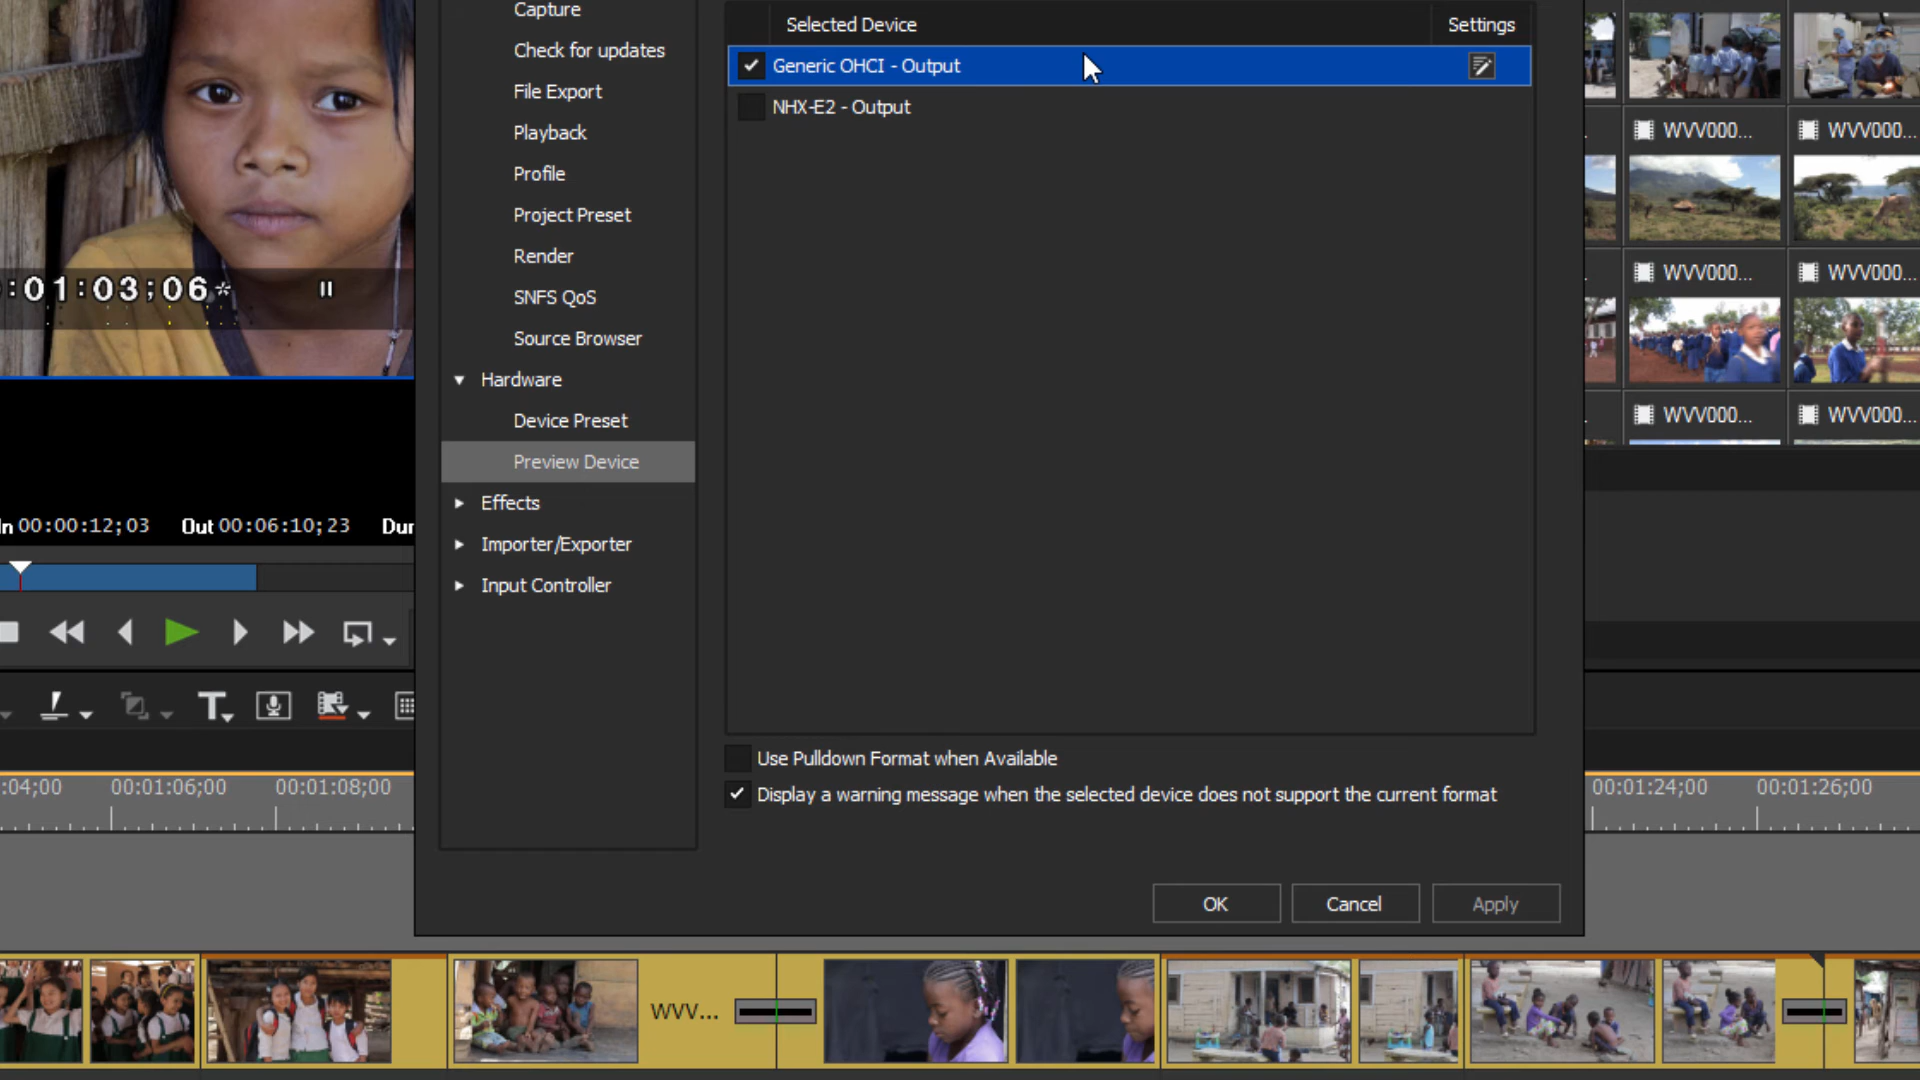 Capture
Check for updates
File Export
Playback
Profile
Project Preset
Render
SNFS QoS
Source Browser
Hardware
Device Preset
Preview Device
Effects
Importer/Exporter
Input Controller
Selected Device
Settings
Generic OHCI - Output
NHX-E2 - Output
Use Pulldown Format when Available
Display a warning message when the selected device does not support the current format
OK
Cancel
Apply
:01:03;06*
In 00:00:12;03 Out 00:06:10;23 Dur
:04;00
00:01:06;00
00:01:08;00
00:01:24;00
00:01:26;00
WVV000...
WVV000...
WVV000...
WVV000...
WVV000...
WVV000...
WVV...